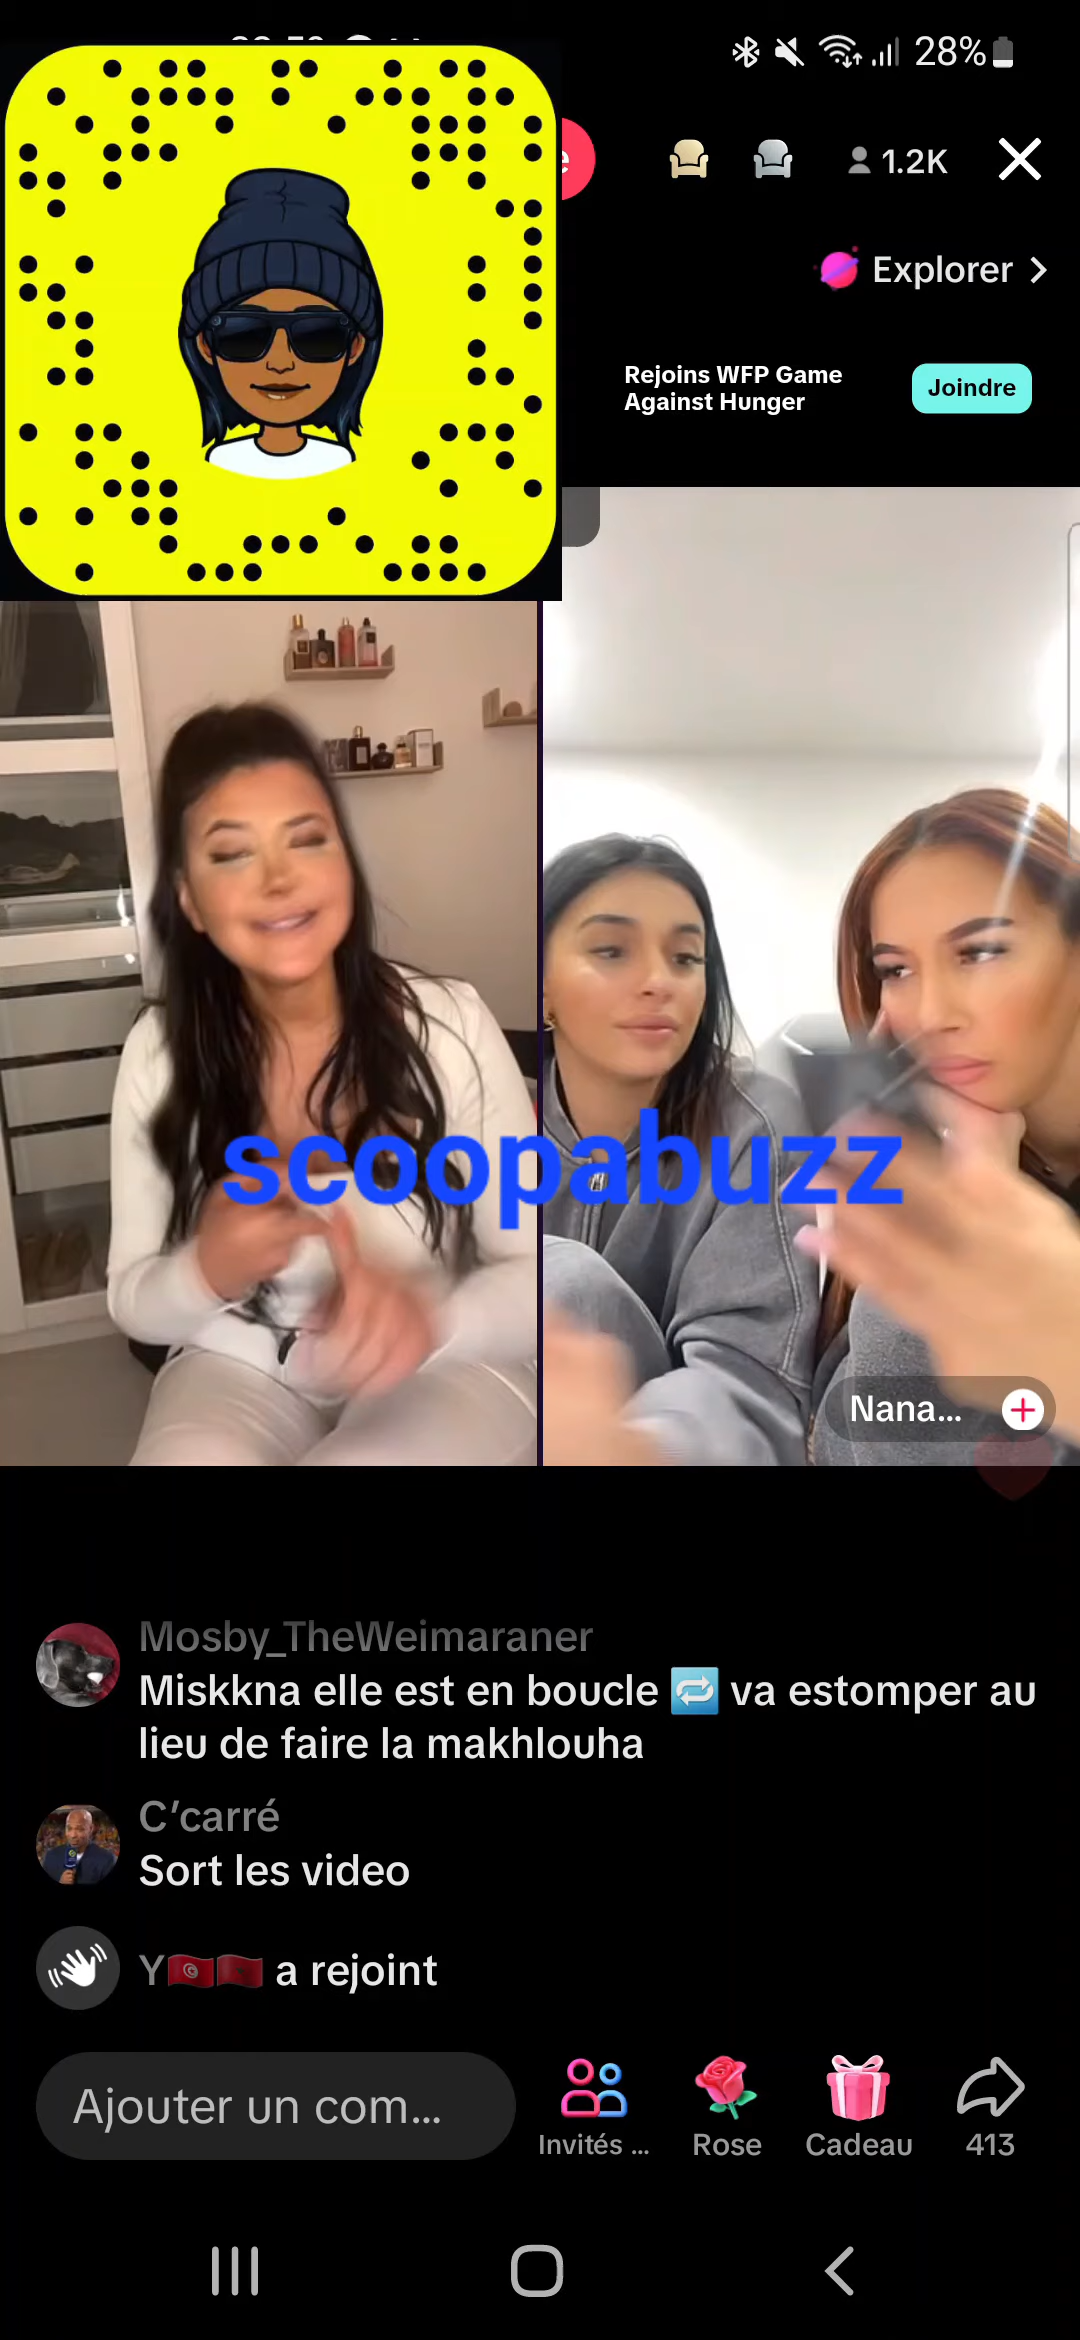 28%
1.2K
Explorer
Rejoins WFP Game
Against Hunger
Joindre
scoopabuzz
Nana...
Mosby_TheWeimaraner
Miskkna elle est en boucle 🔁 va estomper au
lieu de faire la makhlouha
C'carré
Sort les video
Y🇹🇳🇲🇦 a rejoint
Ajouter un com...
Invités ...
Rose
Cadeau
413